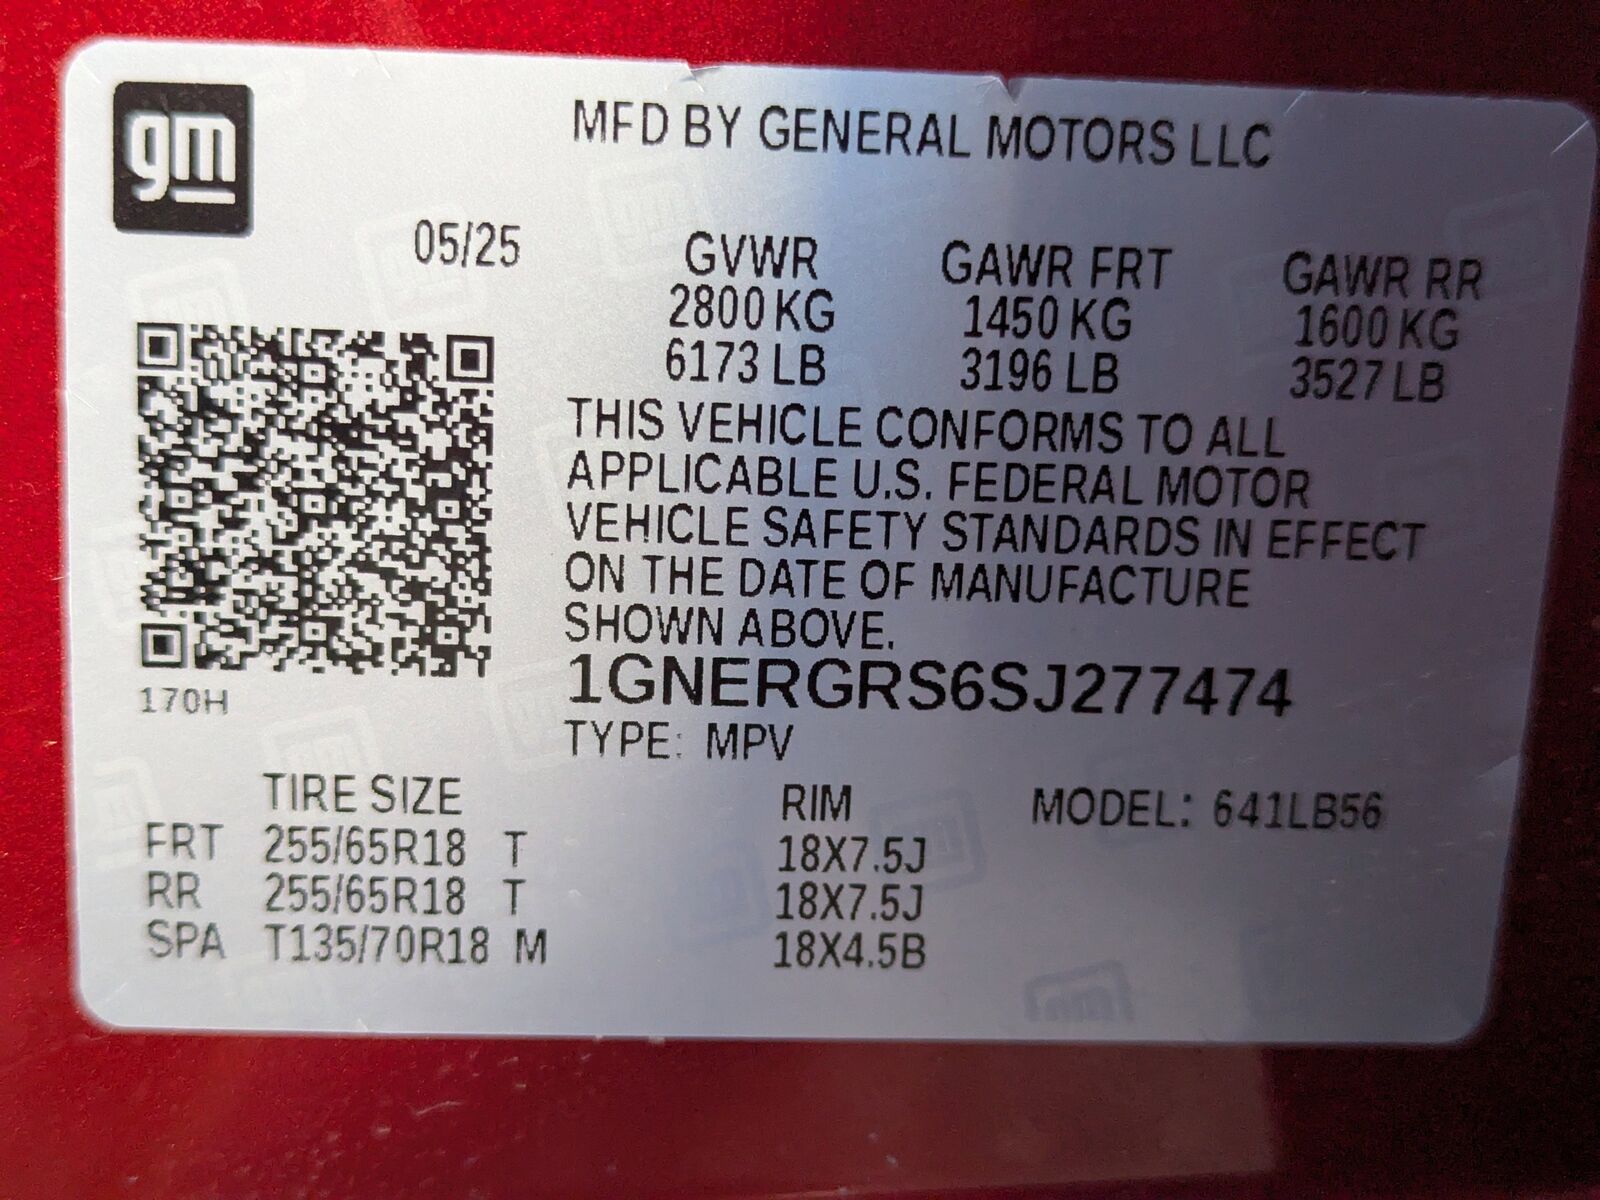 gm
MFD BY GENERAL MOTORS LLC
05/25 GVWR GAWR FRT GAWR RR
2800 KG 1450 KG 1600 KG
6173 LB 3196 LB 3527 LB
THIS VEHICLE CONFORMS TO ALL
APPLICABLE U.S. FEDERAL MOTOR
VEHICLE SAFETY STANDARDS IN EFFECT
ON THE DATE OF MANUFACTURE
SHOWN ABOVE.
1GNERGRS6SJ277474
170H
TYPE: MPV
TIRE SIZE RIM MODEL: 641LB56
FRT 255/65R18 T 18X7.5J
RR 255/65R18 T 18X7.5J
SPA T135/70R18 M 18X4.5B